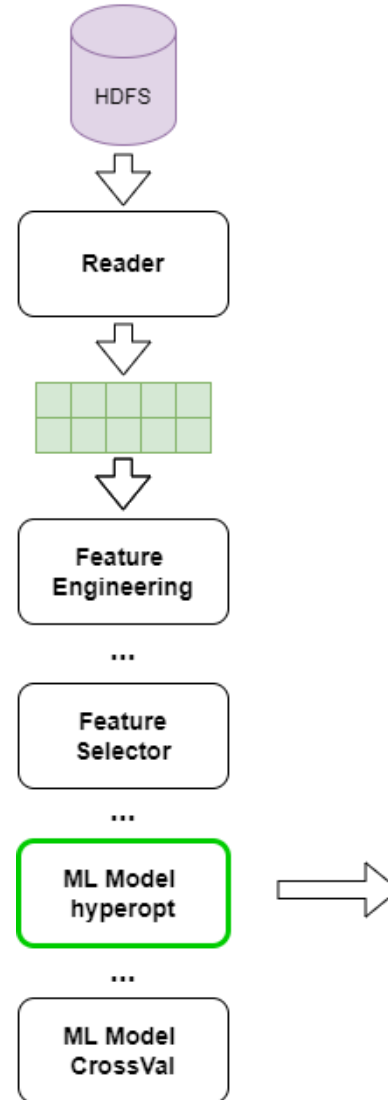 HDFS
Reader
Feature
Engineering
...
Feature
Selector
...
ML Model
hyperopt
...
ML Model
CrossVal